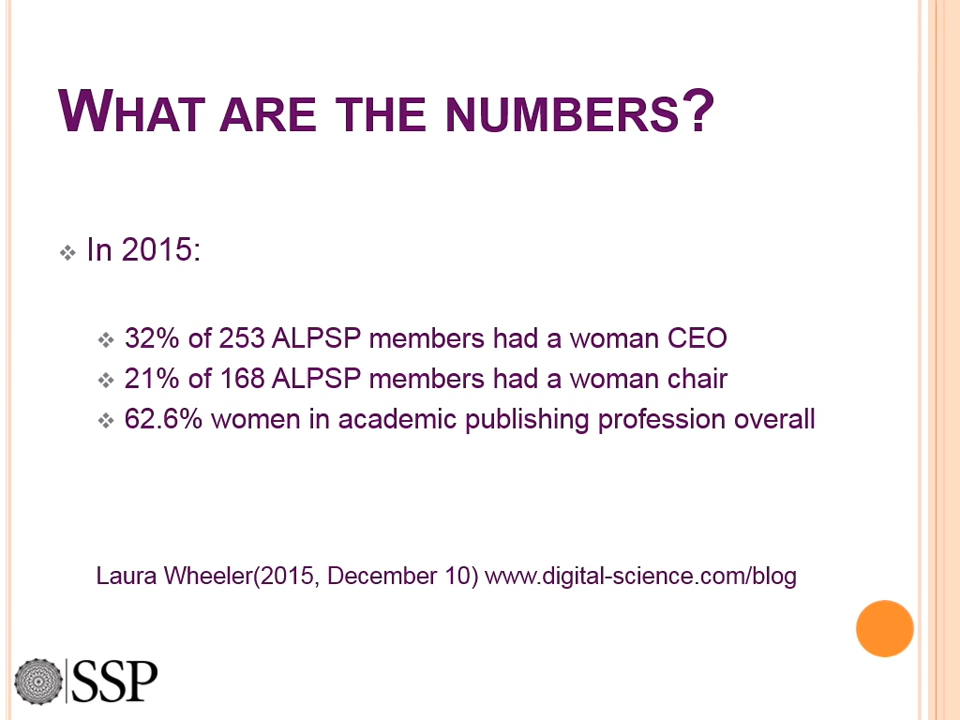 WHAT ARE THE NUMBERS?
In 2015:
32% of 253 ALPSP members had a woman CEO
21% of 168 ALPSP members had a woman chair
62.6% women in academic publishing profession overall
Laura Wheeler(2015, December 10) www.digital-science.com/blog
SSP